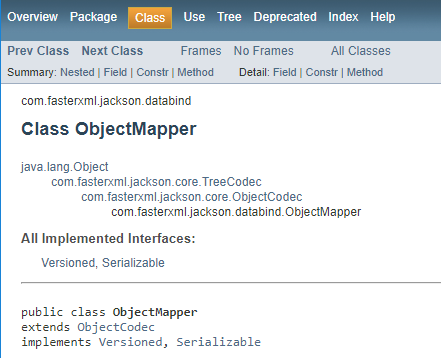 Overview Package Class Use Tree Deprecated Index Help
Prev Class Next Class Frames No Frames All Classes
Summary: Nested | Field | Constr | Method Detail: Field | Constr | Method
com.fasterxml.jackson.databind
Class ObjectMapper
java.lang.Object
com.fasterxml.jackson.core.TreeCodec
com.fasterxml.jackson.core.ObjectCodec
com.fasterxml.jackson.databind.ObjectMapper
All Implemented Interfaces:
Versioned, Serializable
public class ObjectMapper
extends ObjectCodec
implements Versioned, Serializable